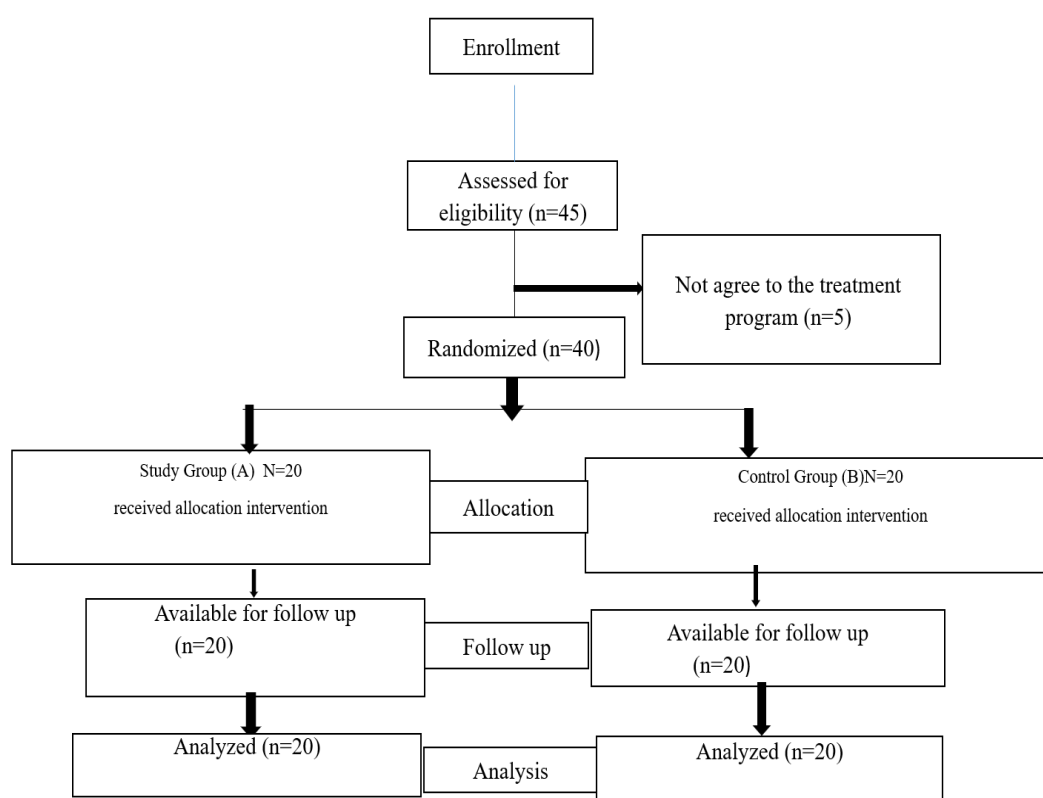 Enrollment
Assessed for
eligibility (n=45)
Not agree to the treatment
program (n=5)
Randomized (n=40)
Study Group (A) N=20
received allocation intervention
Allocation
Control Group (B)N=20
received allocation intervention
Available for follow up
(n=20)
Follow up
Available for follow up
(n=20)
Analyzed (n=20)
Analysis
Analyzed (n=20)